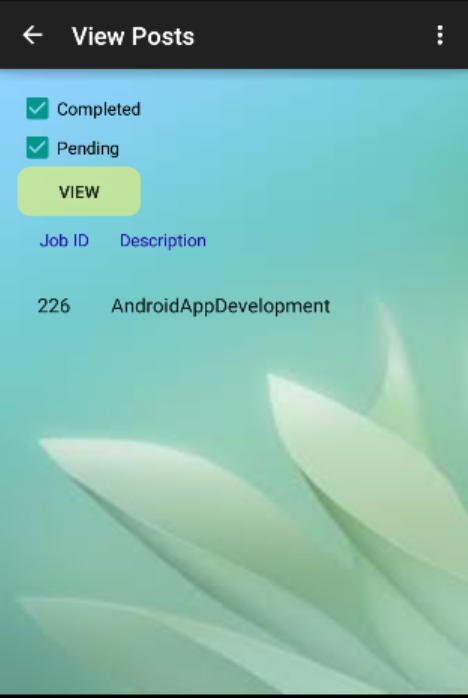 View Posts
Completed
Pending
VIEW
Job ID Description
226 AndroidAppDevelopment